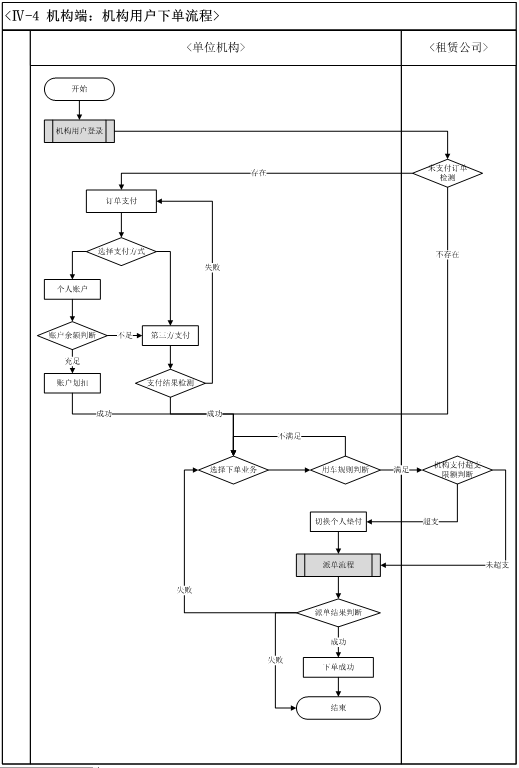 <Ⅳ-4 机构端：机构用户下单流程>
<单位机构>
<租赁公司>
开始
机构用户登录
未支付订单
检测
存在
订单支付
选择支付方式
不存在
失败
个人账户
账户余额判断
不足
第三方支付
充足
账户划扣
支付结果检测
成功
成功
不满足
选择下单业务
用车规则判断
满足
机构支付超支
限额判断
切换个人垫付
超支
派单流程
未超支
失败
派单结果判断
成功
失败
下单成功
结束